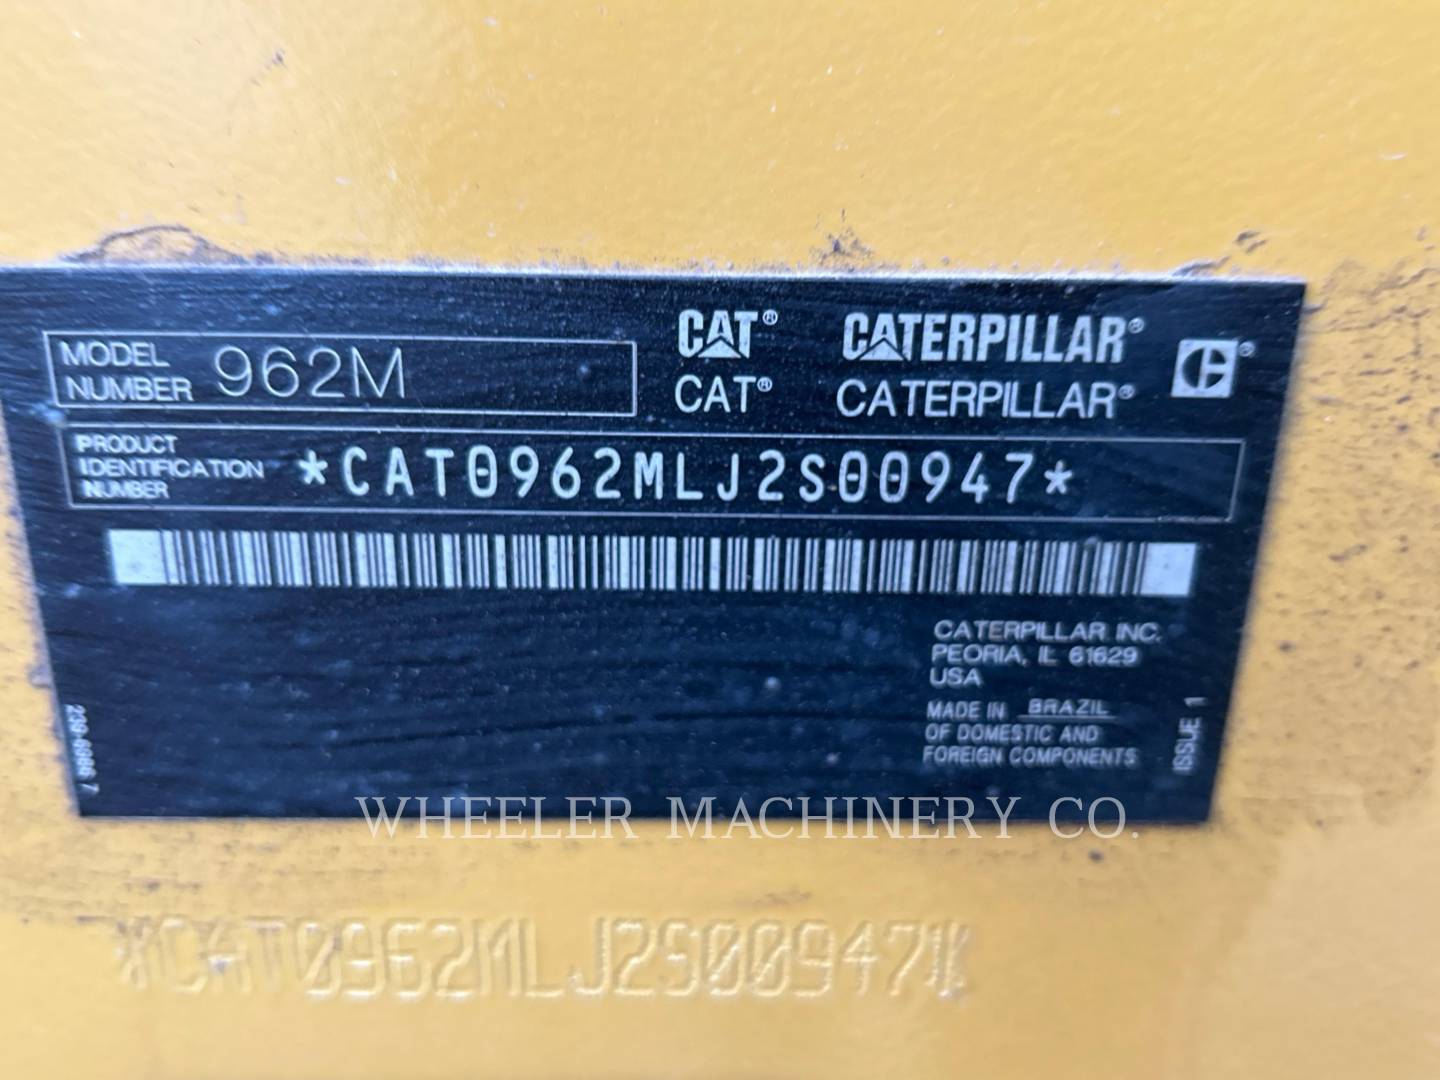 MODEL NUMBER 962M
CAT® CATERPILLAR®
CAT® CATERPILLAR®
PRODUCT IDENTIFICATION NUMBER *CAT0962MLJ2S00947*
CATERPILLAR INC.
PEORIA, IL 61629
USA
MADE IN BRAZIL
OF DOMESTIC AND
FOREIGN COMPONENTS
ISSUE 1
WHEELER MACHINERY CO.
*CAT0962MLJ2S00947*